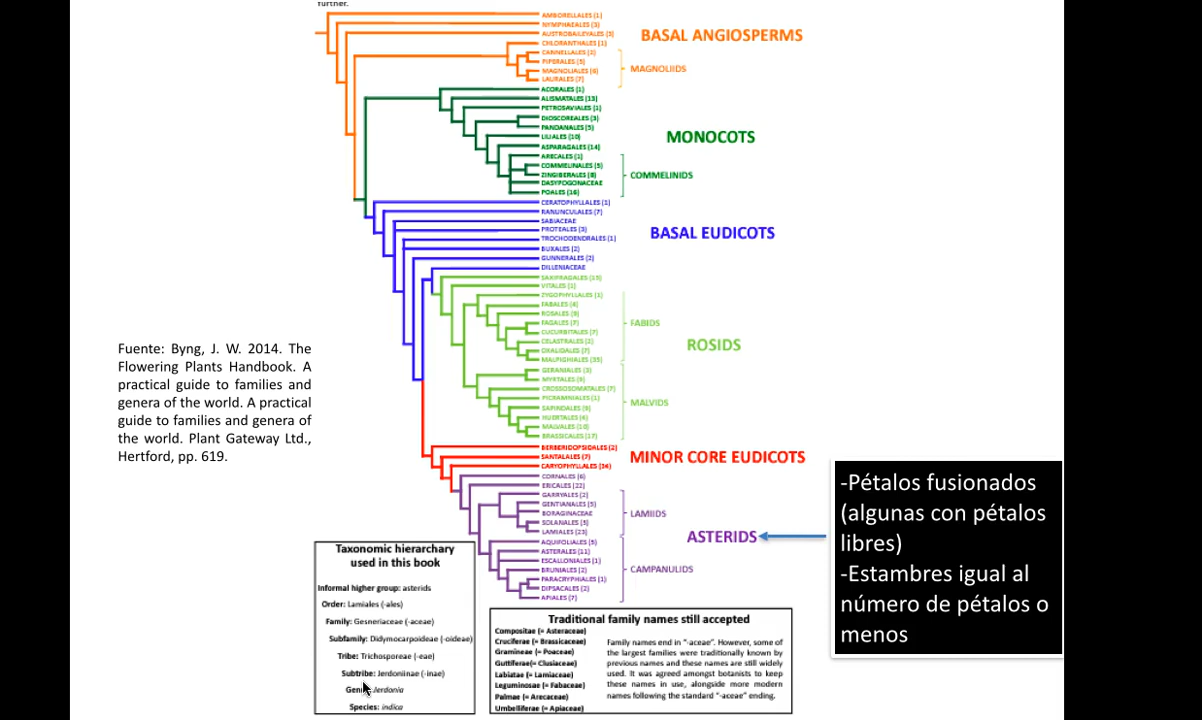 further.
AMBORELLALES (1)
NYMPHAEALES (3)
AUSTROBAILEYALES (3)
CHLORANTHALES (1)
CANNELLALES (2)
PIPERALES (3)
MAGNOLIALES (6)
LAURALES (7)
BASAL ANGIOSPERMS
MAGNOLIIDS
ACORALES (1)
ALISMATALES (13)
PETROSAVIALES (1)
DIOSCOREALES (3)
PANDANALES (5)
LILIALES (10)
ASPARAGALES (14)
ARECALES (1)
COMMELINALES (5)
ZINGIBERALES (8)
DASYPOGONACEAE
POALES (16)
MONOCOTS
COMMELINIDS
CERATOPHYLLALES (1)
RANUNCULALES (7)
SABIACEAE
PROTEALES (3)
TROCHODENDRALES (1)
BUXALES (2)
GUNNERALES (2)
DILLENIACEAE
BASAL EUDICOTS
SAXIFRAGALES (15)
VITALES (1)
ZYGOPHYLLALES (1)
FABALES (4)
ROSALES (9)
FAGALES (7)
CUCURBITALES (7)
CELASTRALES (2)
OXALIDALES (7)
MALPIGHIALES (35)
FABIDS
ROSIDS
GERANIALES (3)
MYRTALES (9)
CROSSOSOMATALES (7)
PICRAMNIALES (1)
SAPINDALES (9)
HUERTALES (4)
MALVALES (10)
BRASSICALES (17)
MALVIDS
BERBERIDOPSIDALES (2)
SANTALALES (7)
CARYOPHYLLALES (34)
MINOR CORE EUDICOTS
CORNALES (6)
ERICALES (22)
GARRYALES (2)
GENTIANALES (5)
BORAGINACEAE
SOLANALES (5)
LAMIALES (23)
LAMIIDS
ASTERIDS
AQUIFOLIALES (5)
ASTERALES (11)
ESCALLONIALES (1)
BRUNIALES (2)
PARACRYPHIALES (1)
DIPSACALES (2)
APIALES (7)
CAMPANULIDS
Fuente: Byng, J. W. 2014. The
Flowering Plants Handbook. A
practical guide to families and
genera of the world. A practical
guide to families and genera of
the world. Plant Gateway Ltd.,
Hertford, pp. 619.
-Pétalos fusionados
(algunas con pétalos
libres)
-Estambres igual al
número de pétalos o
menos
Taxonomic hierarchary
used in this book
Informal higher group: asterids
Order: Lamiales (-ales)
Family: Gesneriaceae (-aceae)
Subfamily: Didymocarpoideae (-oideae)
Tribe: Trichosporeae (-eae)
Subtribe: Jerdoniinae (-inae)
Jerdonia
Species: indica
Traditional family names still accepted
Compositae (= Asteraceae)
Cruciferae (= Brassicaceae)
Gramineae (= Poaceae)
Guttiferae(= Clusiaceae)
Labiatae (= Lamiaceae)
Leguminosae (= Fabaceae)
Palmae (= Arecaceae)
Umbelliferae (= Apiaceae)
Family names end in "-aceae". However, some of
the largest families were traditionally known by
previous names and these names are still widely
used. It was agreed amongst botanists to keep
these names in use, alongside more modern
names following the standard "-aceae" ending.